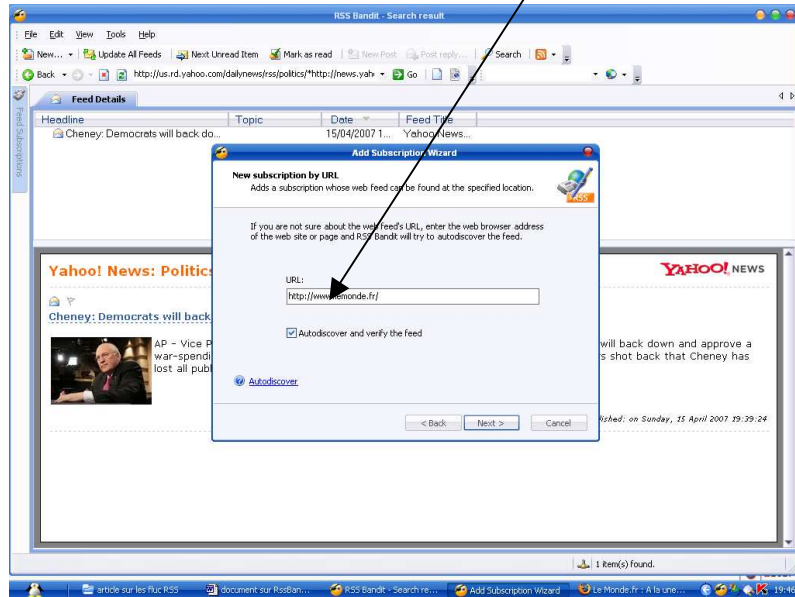 RSS Bandit - Search result
File Edit View Tools Help
New... Update All Feeds Next Unread Item Mark as read New Post Post reply... Search
Back http://us.rd.yahoo.com/dailynews/rss/politics/*http://news.yah Go
Feed Details
Feed Subscriptions
Headline Topic Date Feed Title
Cheney: Democrats will back do... 15/04/2007 1... Yahoo News...
Add Subscription Wizard
New subscription by URL
Adds a subscription whose web feed can be found at the specified location.
RSS
If you are not sure about the web feed's URL, enter the web browser address
of the web site or page and RSS Bandit will try to autodiscover the feed.
URL:
http://www.lemonde.fr/
Autodiscover and verify the feed
Autodiscover
< Back Next > Cancel
Yahoo! News: Politics
YAHOO! NEWS
Cheney: Democrats will back
AP - Vice P will back down and approve a
war-spendi s shot back that Cheney has
lost all publ
lished: on Sunday, 15 April 2007 19:39:24
1 item(s) found.
article sur les fluc RSS document sur RssBan... RSS Bandit - Search re... Add Subscription Wizard Le Monde.fr : A la une... 19:46